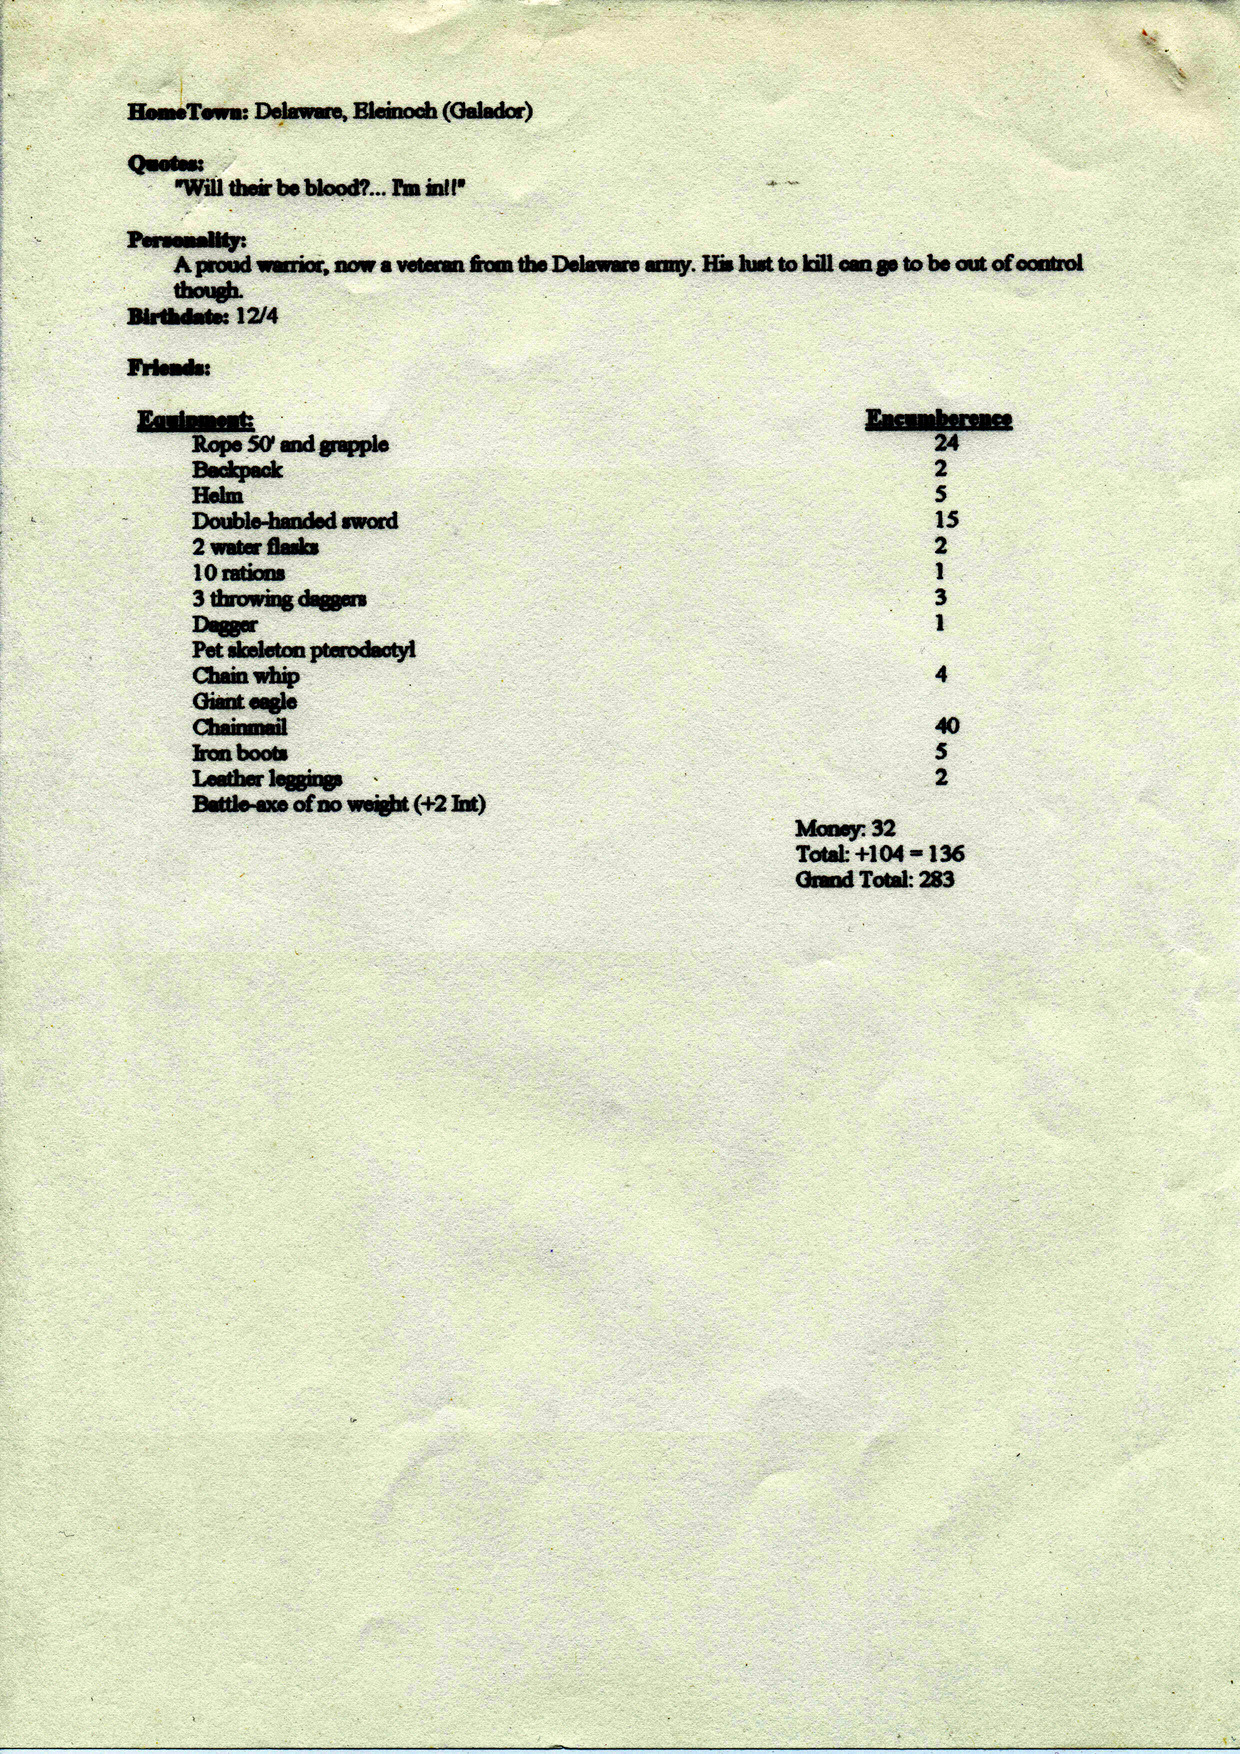 HomeTown: Delaware, Eleinoch (Galador)
Quotes:
"Will their be blood?... I'm in!!"
Personality:
A proud warrior, now a veteran from the Delaware army. His lust to kill can ge to be out of control
though.
Birthdate: 12/4
Friends:
Equipment: Encumberence
Rope 50' and grapple 24
Backpack 2
Helm 5
Double-handed sword 15
2 water flasks 2
10 rations 1
3 throwing daggers 3
Dagger 1
Pet skeleton pterodactyl
Chain whip 4
Giant eagle
Chainmail 40
Iron boots 5
Leather leggings 2
Battle-axe of no weight (+2 Int)
Money: 32
Total: +104 = 136
Grand Total: 283